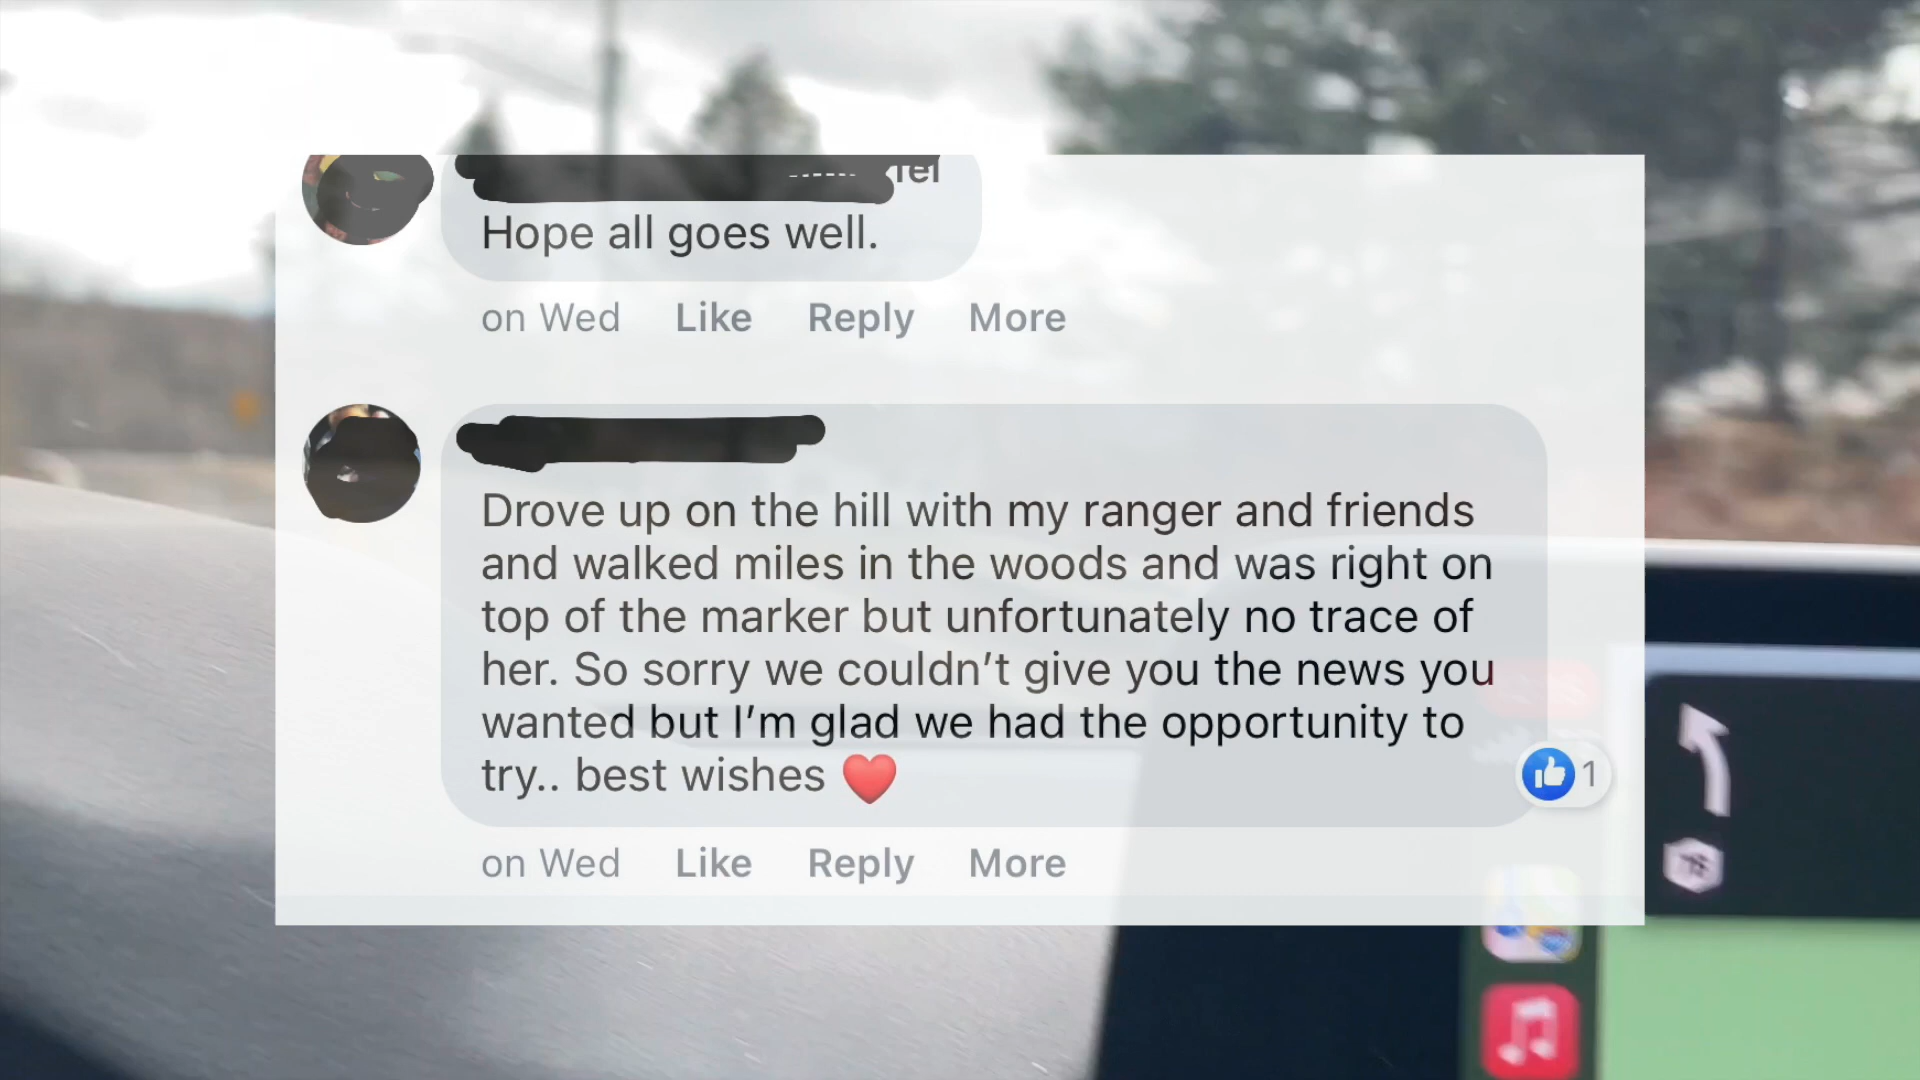 Hope all goes well.
on Wed Like Reply More
Drove up on the hill with my ranger and friends
and walked miles in the woods and was right on
top of the marker but unfortunately no trace of
her. So sorry we couldn't give you the news you
wanted but I'm glad we had the opportunity to
try.. best wishes ❤️
1
on Wed Like Reply More